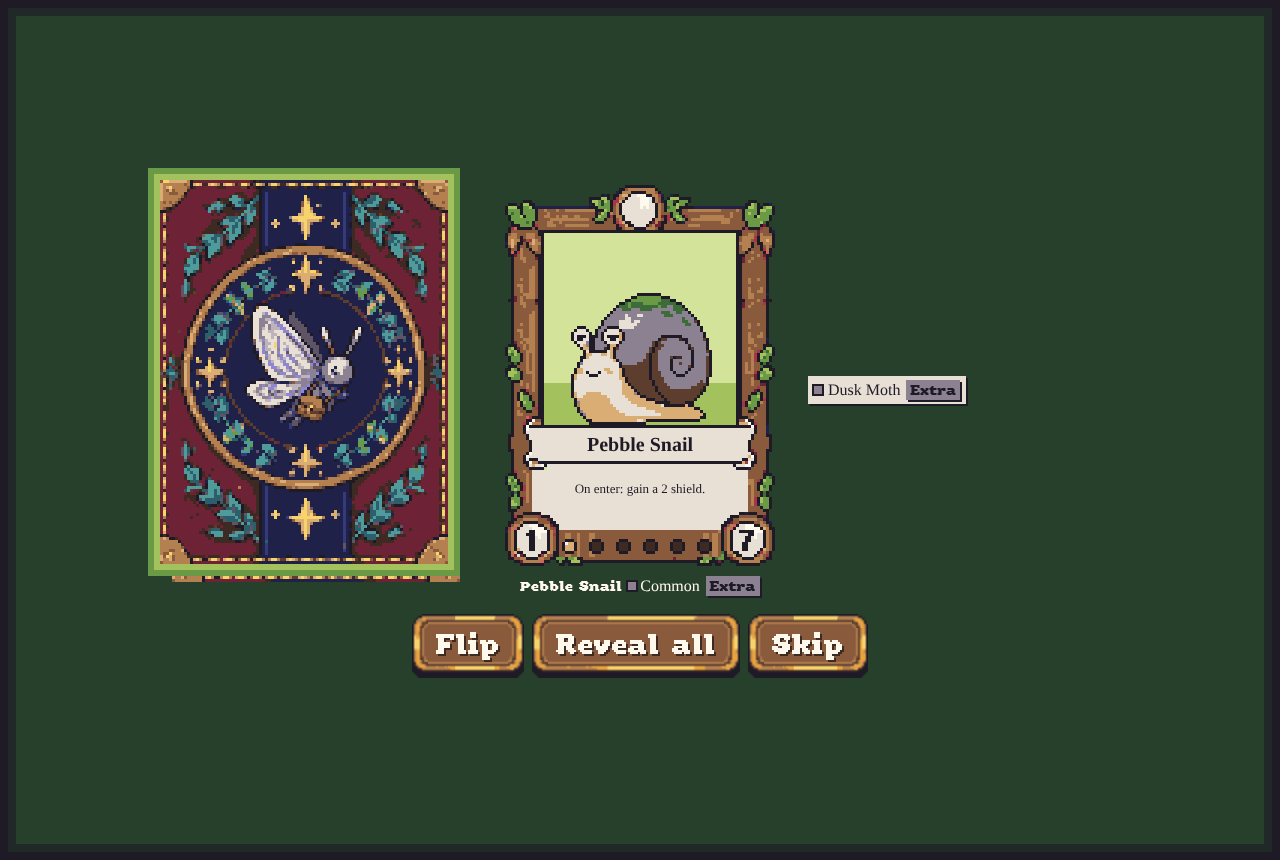 Dusk Moth Extra
Pebble Snail
On enter: gain a 2 shield.
1
7
Pebble Snail Common Extra
Flip
Reveal all
Skip